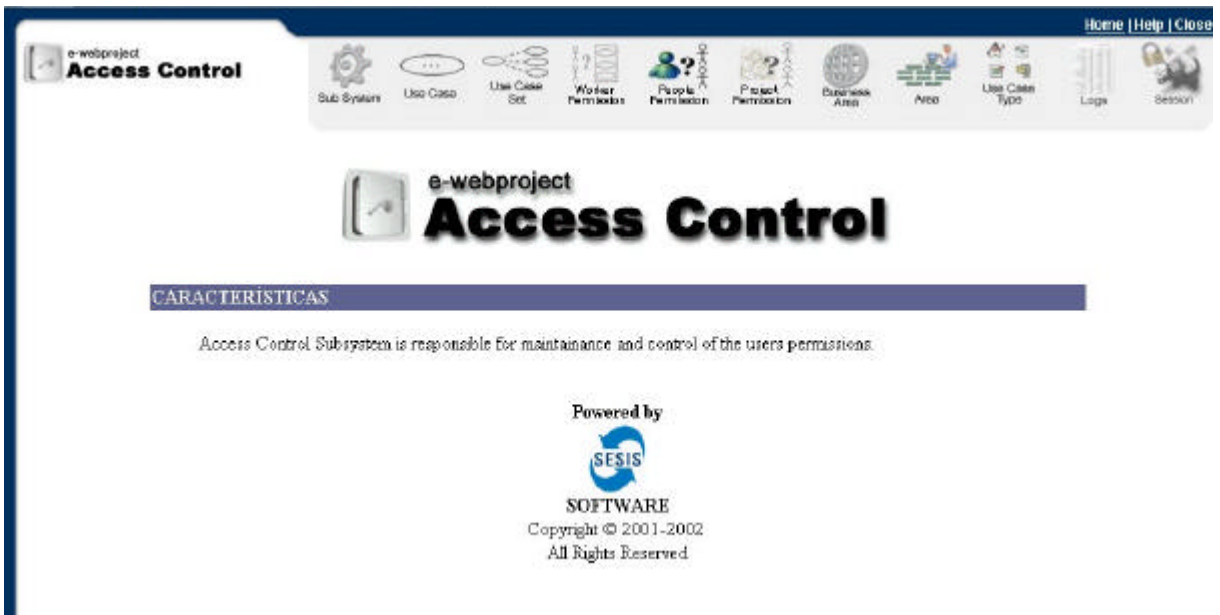 Home | Help | Close
e-webproject
Access Control
Sub System
Use Case
Use Case Set
Worker Permission
People Permission
Project Permission
Business Area
Area
Use Case Type
Logs
Session
e-webproject
Access Control
CARACTERÍSTICAS
Access Control Subsystem is responsible for maintainance and control of the users permissions.
Powered by
SESIS
SOFTWARE
Copyright © 2001-2002
All Rights Reserved